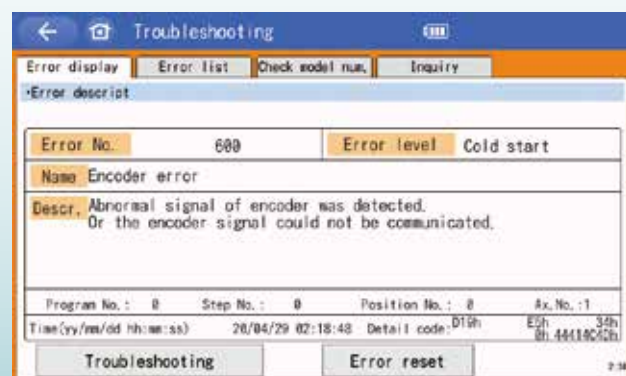 Troubleshooting
Error display Error list Check model num. Inquiry
•Error descript
Error No. 600 Error level Cold start
Name Encoder error
Descr. Abnormal signal of encoder was detected.
Or the encoder signal could not be communicated.
Program No.: 0 Step No.: 0 Position No.: 0 Ax. No.:1
Time(yy/mm/dd hh:mm:ss) 20/04/29 02:18:48 Detail code: D19h E5h 34h
0h
Troubleshooting Error reset